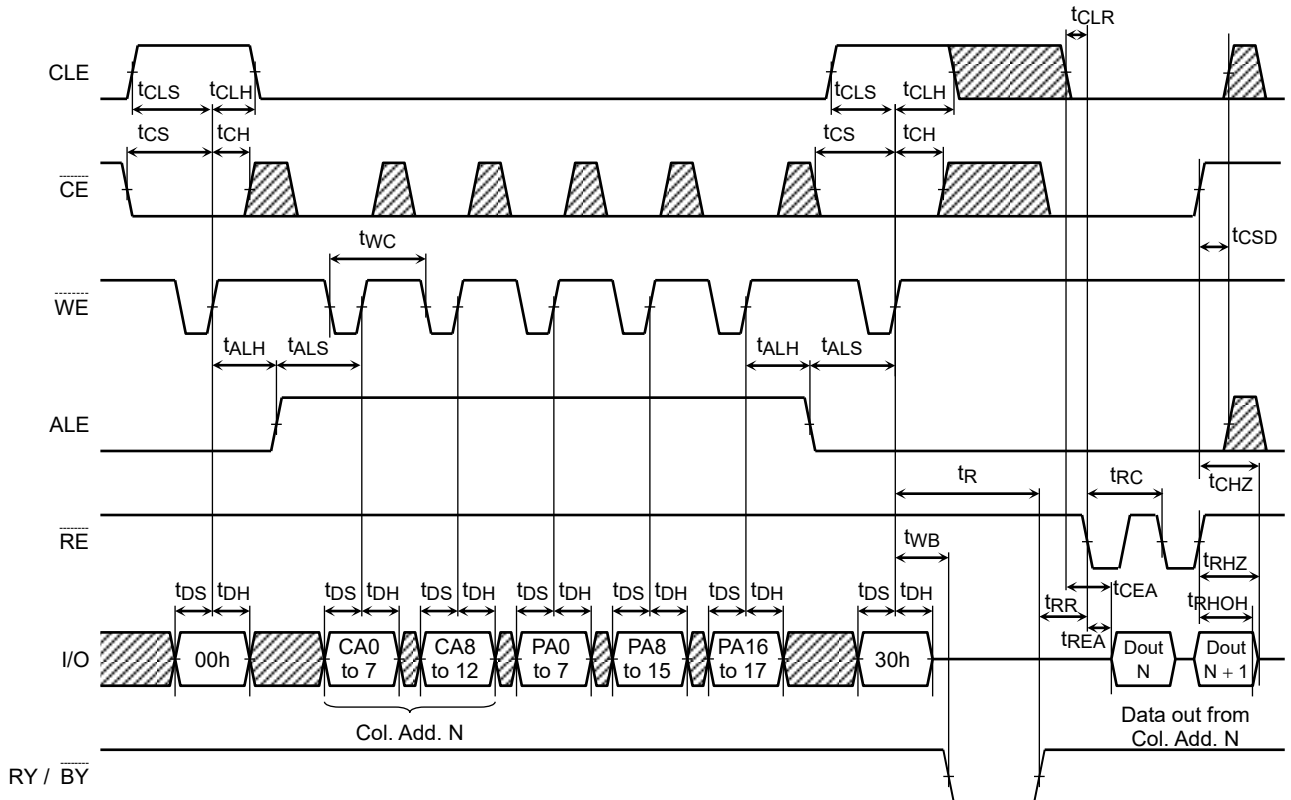 tCLR
CLE
tCLS tCLH tCLS tCLH
tCS tCH tCS tCH
CE
tCSD
tWC
WE
tALH tALS tALH tALS
ALE
tR tRC tCHZ
RE
tWB
tDS tDH tDS tDH tDS tDH tDS tDH tDS tDH tDS tDH tDS tDH
tRHZ
tCEA
tRR tRHOH
tREA
I/O
00h
CA0
to 7
CA8
to 12
PA0
to 7
PA8
to 15
PA16
to 17
30h
Dout
N
Dout
N + 1
Col. Add. N
Data out from
Col. Add. N
RY / BY